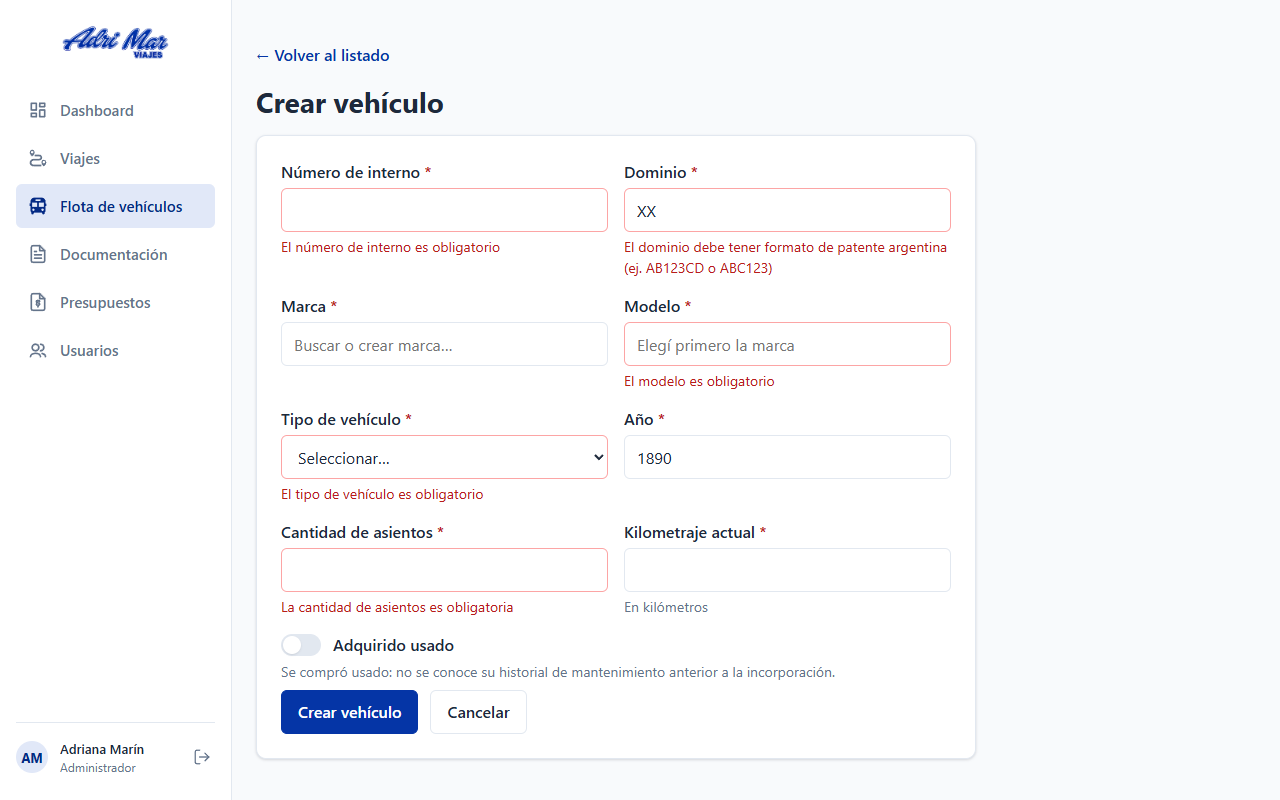 Adri Mar
VIAJES
Dashboard
Viajes
Flota de vehículos
Documentación
Presupuestos
Usuarios
AM
Adriana Marín
Administrador
← Volver al listado
Crear vehículo
Número de interno *
El número de interno es obligatorio
Dominio *
XX
El dominio debe tener formato de patente argentina
(ej. AB123CD o ABC123)
Marca *
Buscar o crear marca...
Modelo *
Elegí primero la marca
El modelo es obligatorio
Tipo de vehículo *
Seleccionar...
El tipo de vehículo es obligatorio
Año *
1890
Cantidad de asientos *
La cantidad de asientos es obligatoria
Kilometraje actual *
En kilómetros
Adquirido usado
Se compró usado: no se conoce su historial de mantenimiento anterior a la incorporación.
Crear vehículo
Cancelar